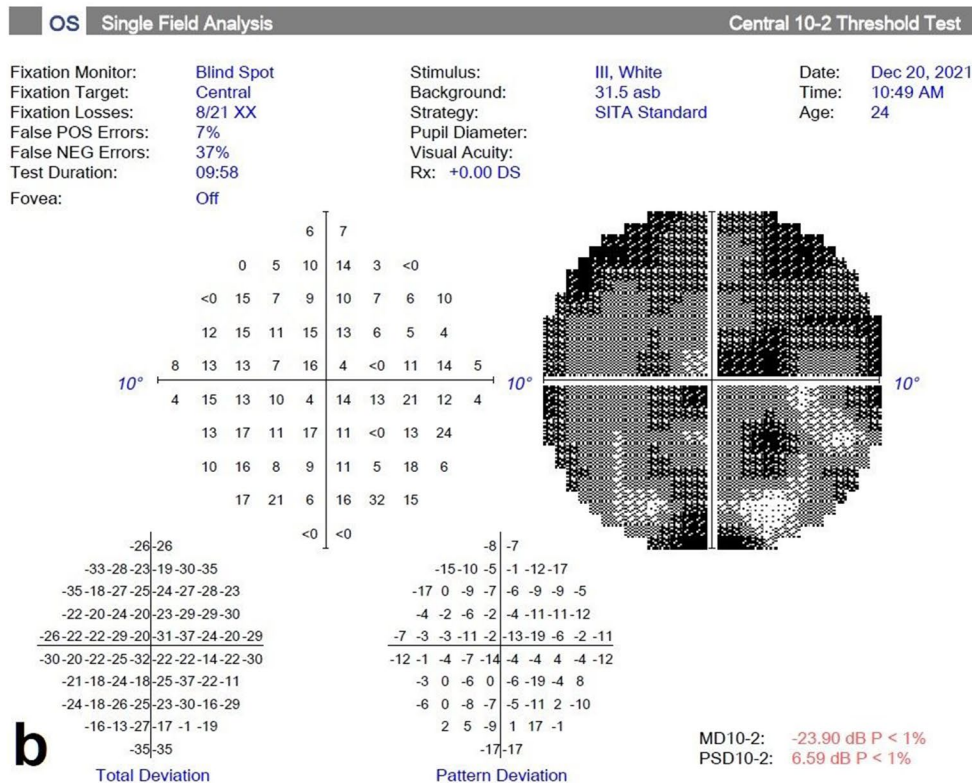 OS Single Field Analysis Central 10-2 Threshold Test
Fixation Monitor: Blind Spot Stimulus: III, White Date: Dec 20, 2021
Fixation Target: Central Background: 31.5 asb Time: 10:49 AM
Fixation Losses: 8/21 XX Strategy: SITA Standard Age: 24
False POS Errors: 7% Pupil Diameter:
False NEG Errors: 37% Visual Acuity:
Test Duration: 09:58 Rx: +0.00 DS
Fovea: Off
6 7
0 5 10 14 3 <0
<0 15 7 9 10 7 6 10
12 15 11 15 13 6 5 4
8 13 13 7 16 4 <0 11 14 5
10° 10° 10°
4 15 13 10 4 14 13 21 12 4
13 17 11 17 11 <0 13 24
10 16 8 9 11 5 18 6
17 21 6 16 32 15
<0 <0
-26 -26 -8 -7
-33 -28 -23 -19 -30 -35 -15 -10 -5 -1 -12 -17
-35 -18 -27 -25 -24 -27 -28 -23 -17 0 -9 -7 -6 -9 -9 -5
-22 -20 -24 -20 -23 -29 -29 -30 -4 -2 -6 -2 -4 -11 -11 -12
-26 -22 -22 -29 -20 -31 -37 -24 -20 -29 -7 -3 -3 -11 -2 -13 -19 -6 -2 -11
-30 -20 -22 -25 -32 -22 -22 -14 -22 -30 -12 -1 -4 -7 -14 -4 -4 4 -4 -12
-21 -18 -24 -18 -25 -37 -22 -11 -3 0 -6 0 -6 -19 -4 8
-24 -18 -26 -25 -23 -30 -16 -29 -6 0 -8 -7 -5 -11 2 -10
-16 -13 -27 -17 -1 -19 2 5 -9 1 17 -1
-35 -35 -17 -17
b
Total Deviation Pattern Deviation
MD10-2: -23.90 dB P < 1%
PSD10-2: 6.59 dB P < 1%